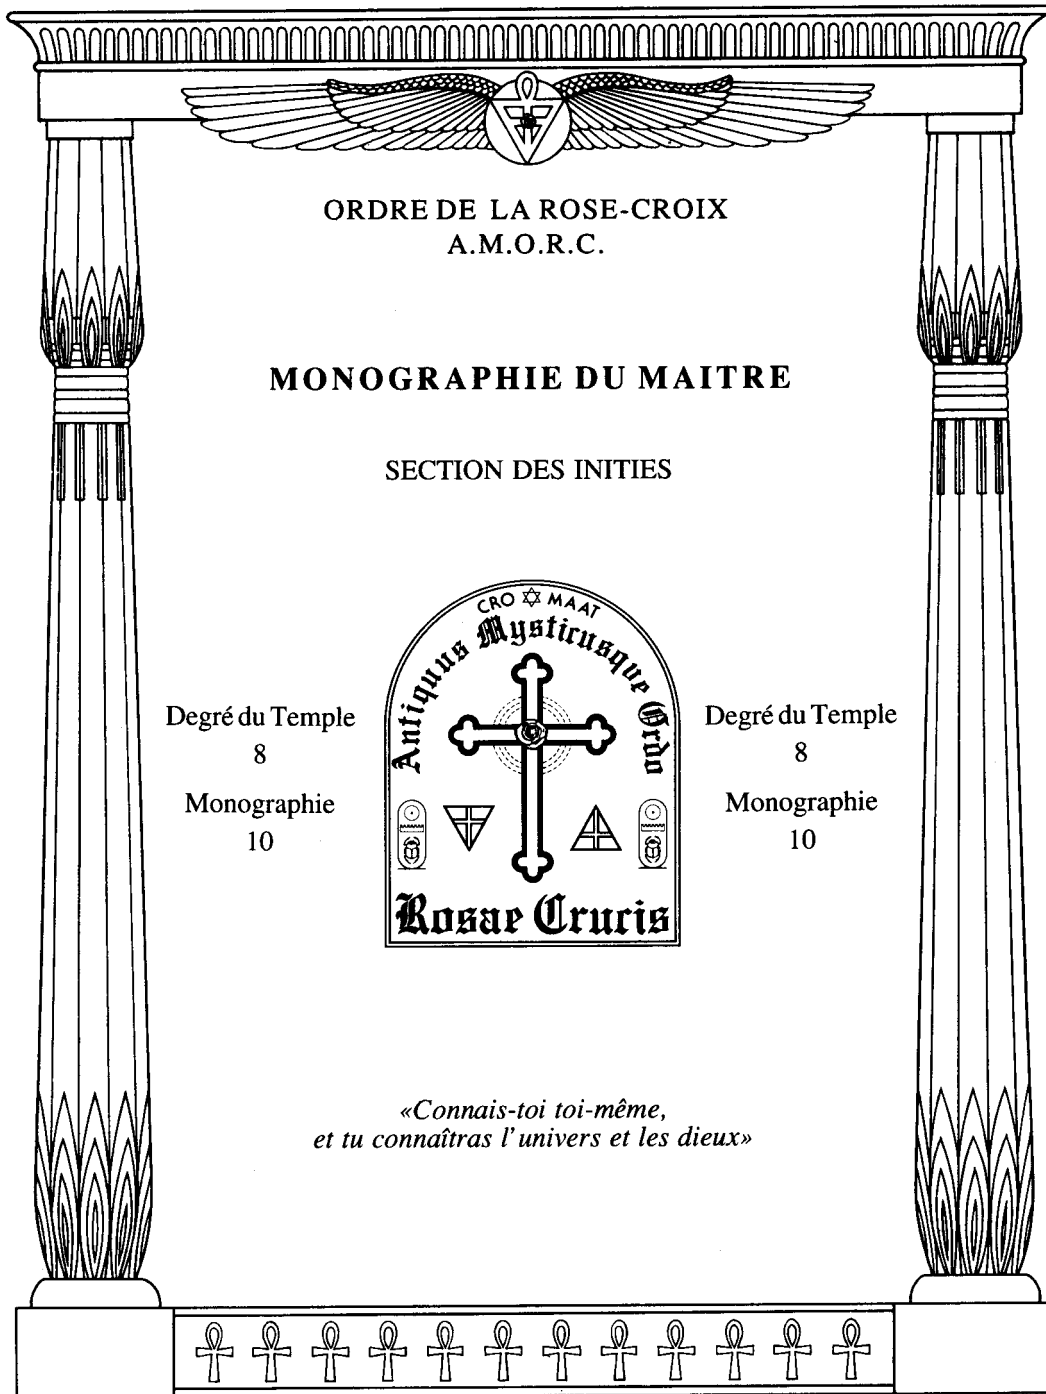 ORDRE DE LA ROSE-CROIX
A.M.O.R.C.
MONOGRAPHIE DU MAITRE
SECTION DES INITIES
CRO MAAT
Antiquus Mysticusque Ordo
Degré du Temple
8
Monographie
10
Degré du Temple
8
Monographie
10
Rosae Crucis
«Connais-toi toi-même,
et tu connaîtras l'univers et les dieux»